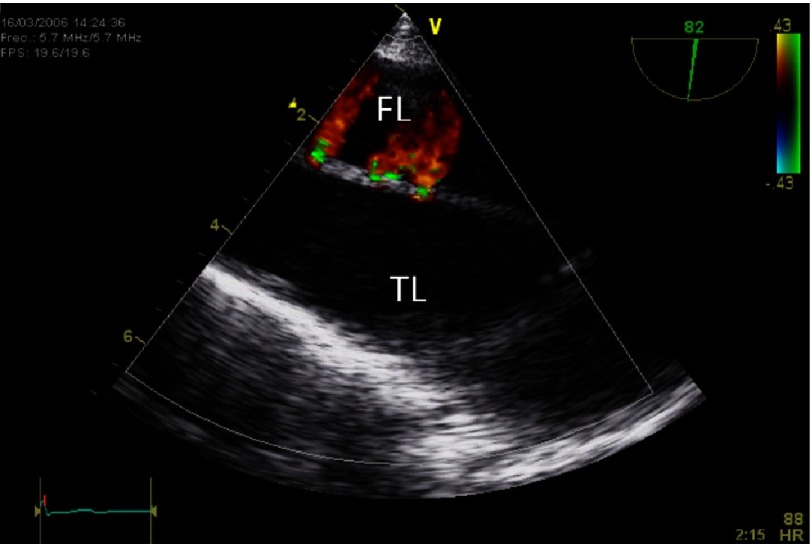 16/03/2006 14:24:36
Freq.: 5.7 MHz/5.7 MHz
FPS: 19.6/19.6
V
82
.43
-.43
2
FL
4
TL
6
88
2:15 HR